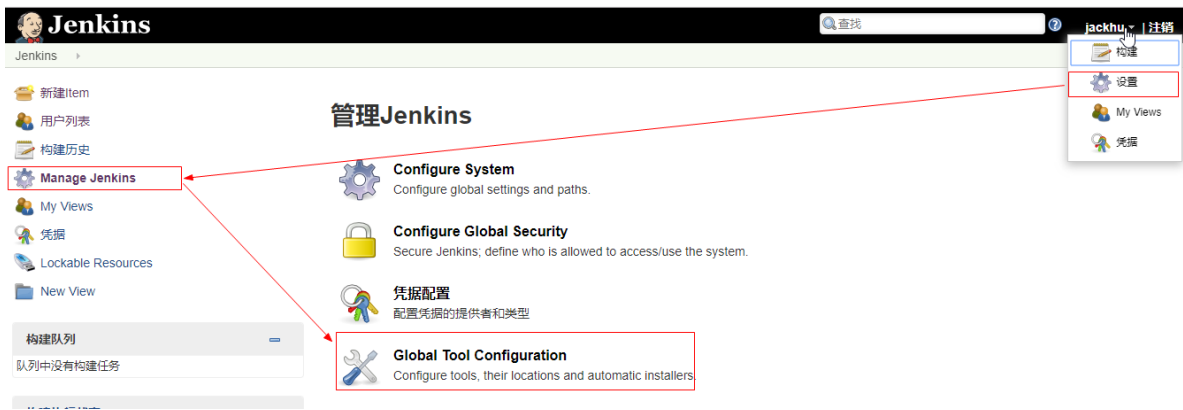 Jenkins
查找
jackhu | 注销
Jenkins
构建
设置
My Views
凭据
新建Item
用户列表
构建历史
Manage Jenkins
My Views
凭据
Lockable Resources
New View
构建队列
队列中没有构建任务
管理Jenkins
Configure System
Configure global settings and paths.
Configure Global Security
Secure Jenkins; define who is allowed to access/use the system.
凭据配置
配置凭据的提供者和类型
Global Tool Configuration
Configure tools, their locations and automatic installers.